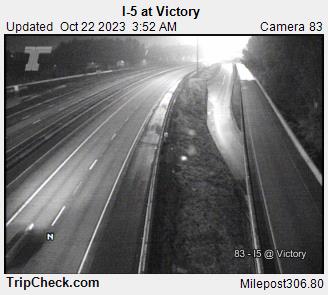 I-5 at Victory
Updated Oct 22 2023 3:52 AM Camera 83
T
N
83 - I5 @ Victory
TripCheck.com Milepost306.80